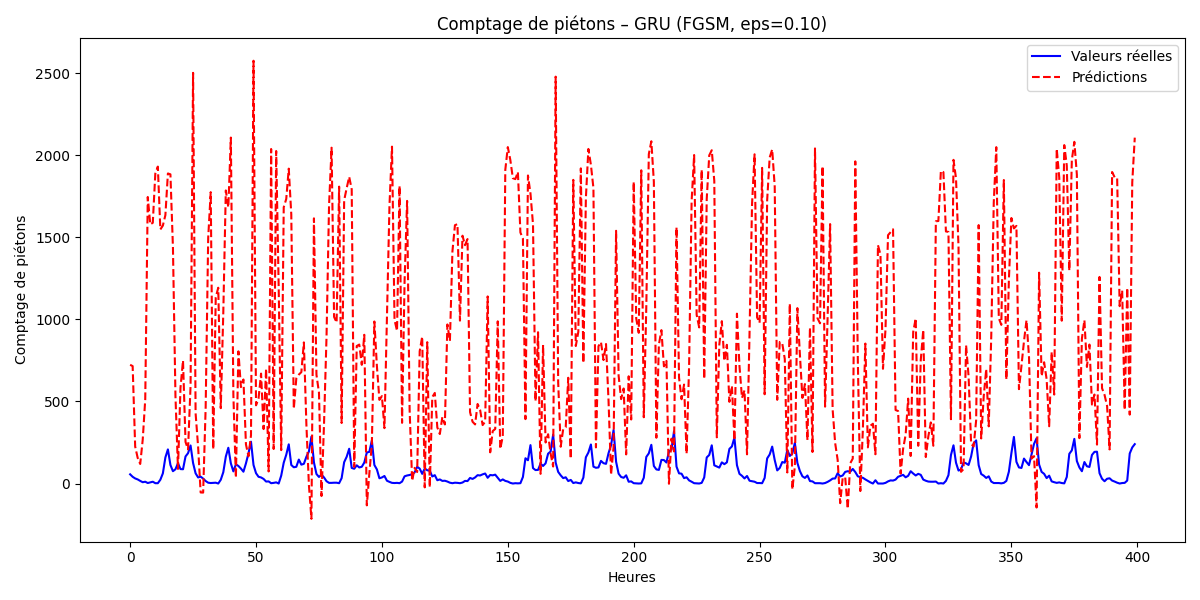 Comptage de piétons – GRU (FGSM, eps=0.10)
Valeurs réelles
Prédictions
Comptage de piétons
2500
2000
1500
1000
500
0
0 50 100 150 200 250 300 350 400
Heures